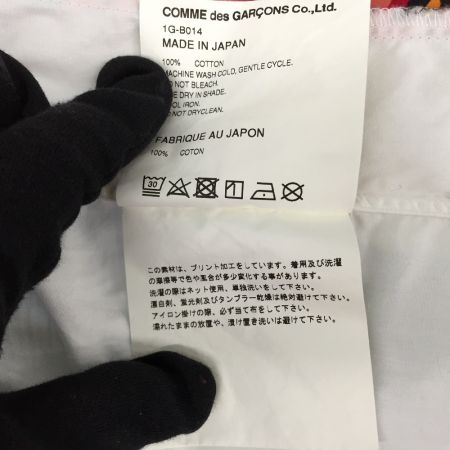 COMME des GARÇONS Co.,Ltd.
1G-B014
MADE IN JAPAN
100% COTTON
MACHINE WASH COLD, GENTLE CYCLE.
DO NOT BLEACH.
DRY IN SHADE.
IRON.
DO NOT DRYCLEAN.
FABRIQUE AU JAPON
100% COTON
30
この素材は、プリント加工をしています。着用及び洗濯
の摩擦等で色や風合が多少変化する事があります。
洗濯の際はネット使用、単独洗いをして下さい。
漂白剤、蛍光剤及びタンブラー乾燥は絶対避けて下さい。
アイロン掛けの際、必ず当て布をして下さい。
濡れたままの放置や、漬け置き洗いは避けて下さい。